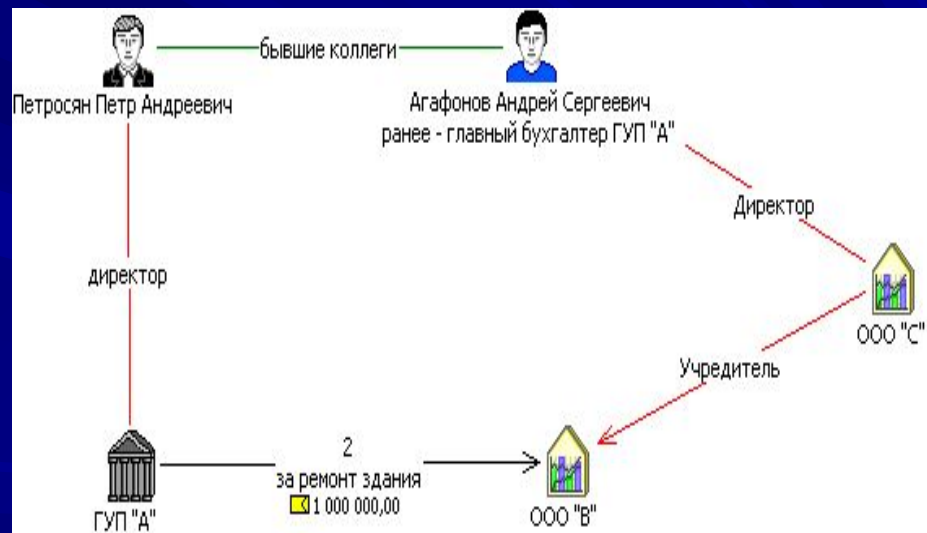 бывшие коллеги
Петросян Петр Андреевич
Агафонов Андрей Сергеевич
ранее - главный бухгалтер ГУП "А"
Директор
директор
ООО "С"
Учредитель
2
за ремонт здания
1 000 000,00
ГУП "А"
ООО "В"